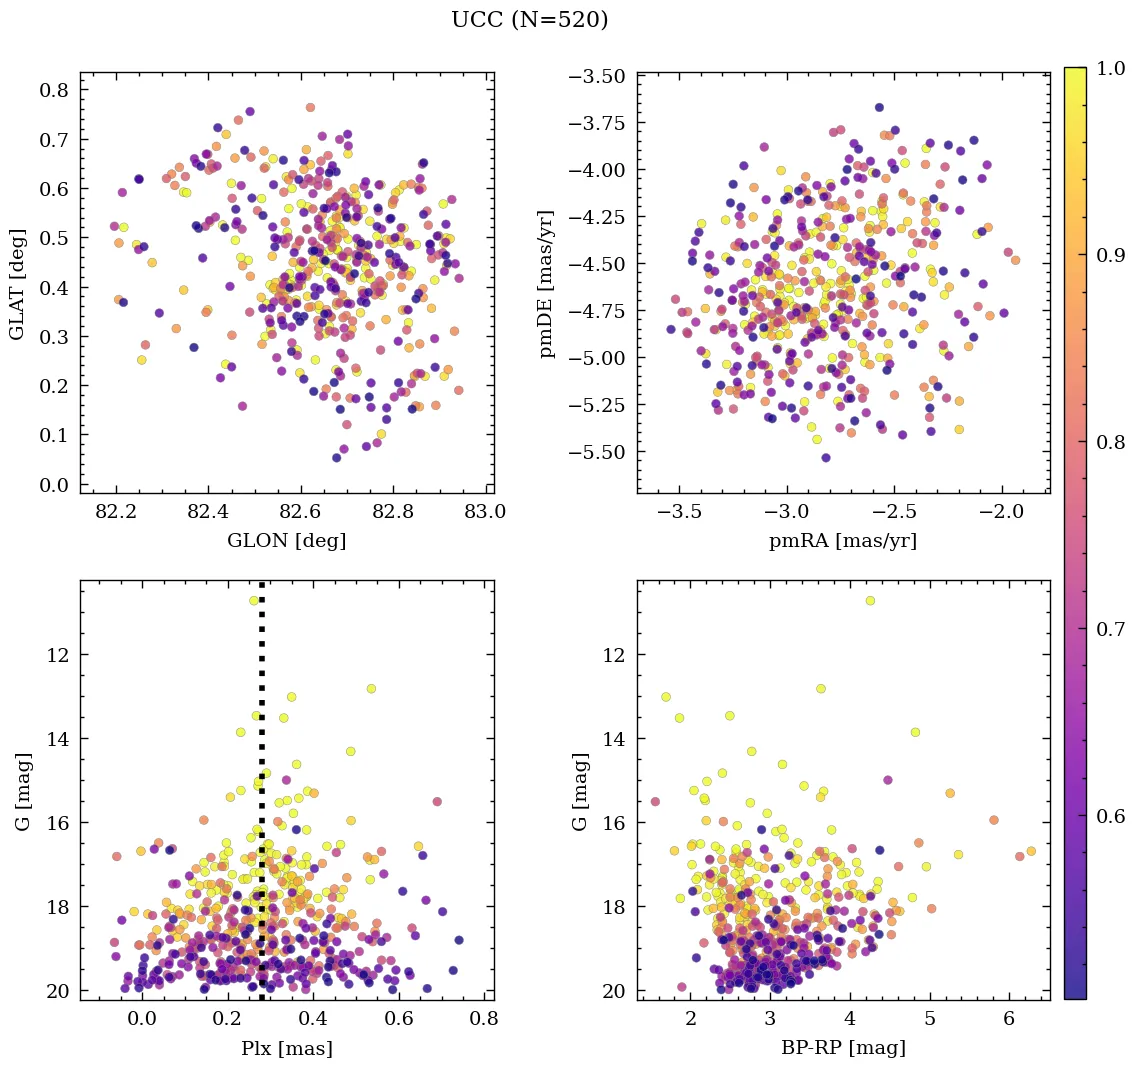 UCC (N=520)
0.8
0.7
0.6
0.5
0.4
0.3
0.2
0.1
0.0
GLAT [deg]
82.2 82.4 82.6 82.8 83.0
GLON [deg]
−3.50
−3.75
−4.00
−4.25
−4.50
−4.75
−5.00
−5.25
−5.50
pmDE [mas/yr]
−3.5 −3.0 −2.5 −2.0
pmRA [mas/yr]
12
14
16
18
20
G [mag]
0.0 0.2 0.4 0.6 0.8
Plx [mas]
12
14
16
18
20
G [mag]
2 3 4 5 6
BP-RP [mag]
1.0
0.9
0.8
0.7
0.6